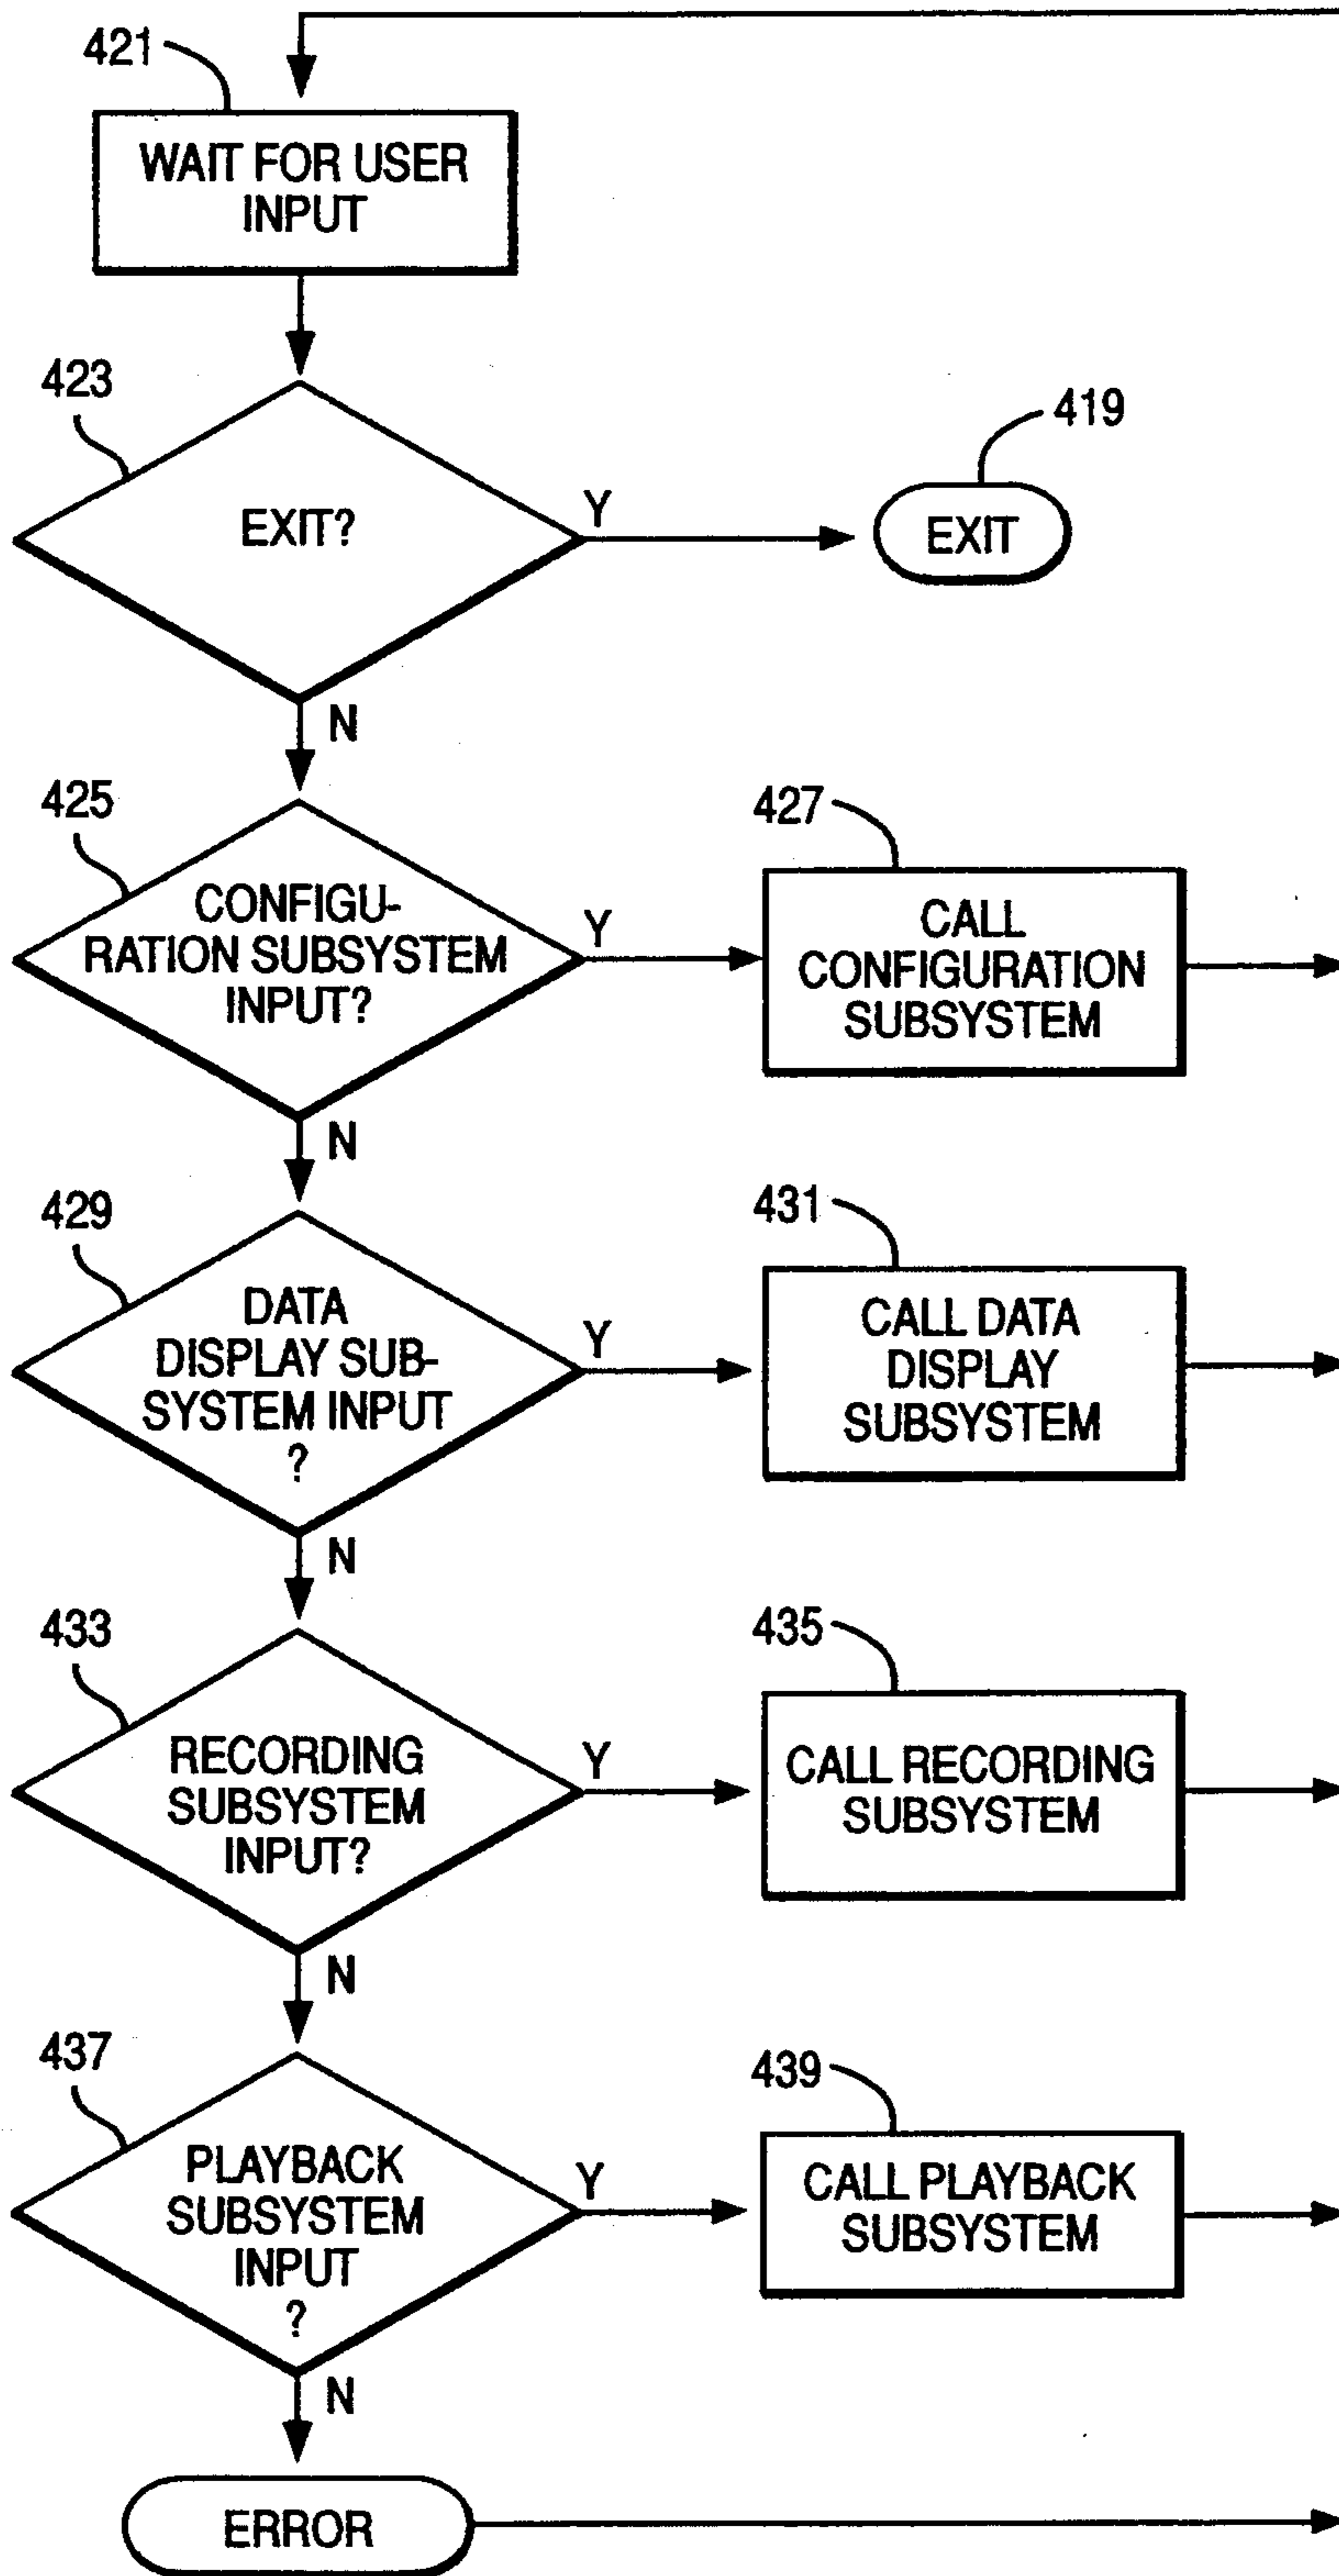 421
WAIT FOR USER
INPUT
423
EXIT?
Y
419
EXIT
N
425
CONFIGU-
RATION SUBSYSTEM
INPUT?
Y
427
CALL
CONFIGURATION
SUBSYSTEM
N
429
DATA
DISPLAY SUB-
SYSTEM INPUT
?
Y
431
CALL DATA
DISPLAY
SUBSYSTEM
N
433
RECORDING
SUBSYSTEM
INPUT?
Y
435
CALL RECORDING
SUBSYSTEM
N
437
PLAYBACK
SUBSYSTEM
INPUT
?
Y
439
CALL PLAYBACK
SUBSYSTEM
N
ERROR